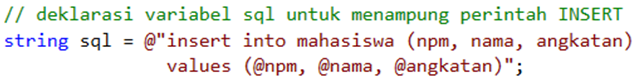 // deklarasi variabel sql untuk menampung perintah INSERT
string sql = @"insert into mahasiswa (npm, nama, angkatan)
values (@npm, @nama, @angkatan)";